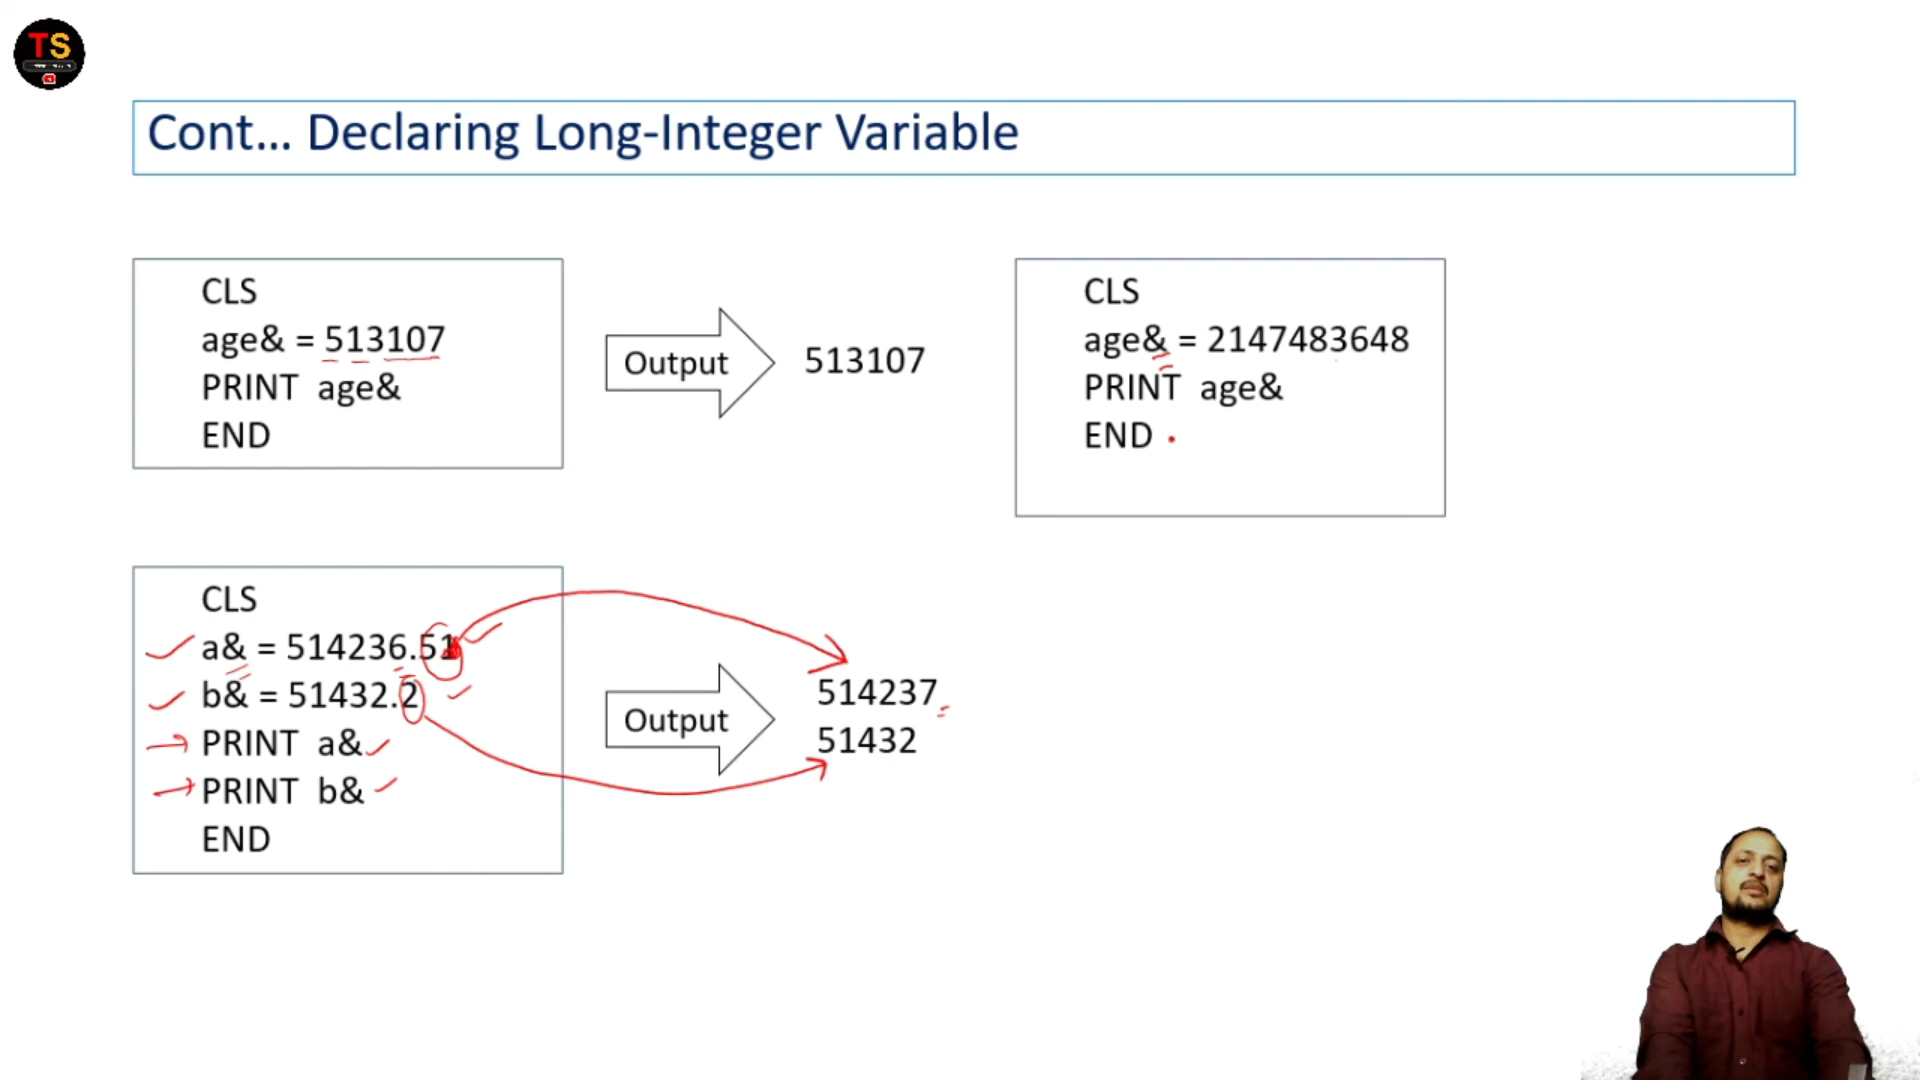 TS
Cont... Declaring Long-Integer Variable
CLS
age& = 513107
PRINT age&
END
Output
513107
CLS
age& = 2147483648
PRINT age&
END
CLS
a& = 514236.51
b& = 51432.2
PRINT a&
PRINT b&
END
Output
514237
51432